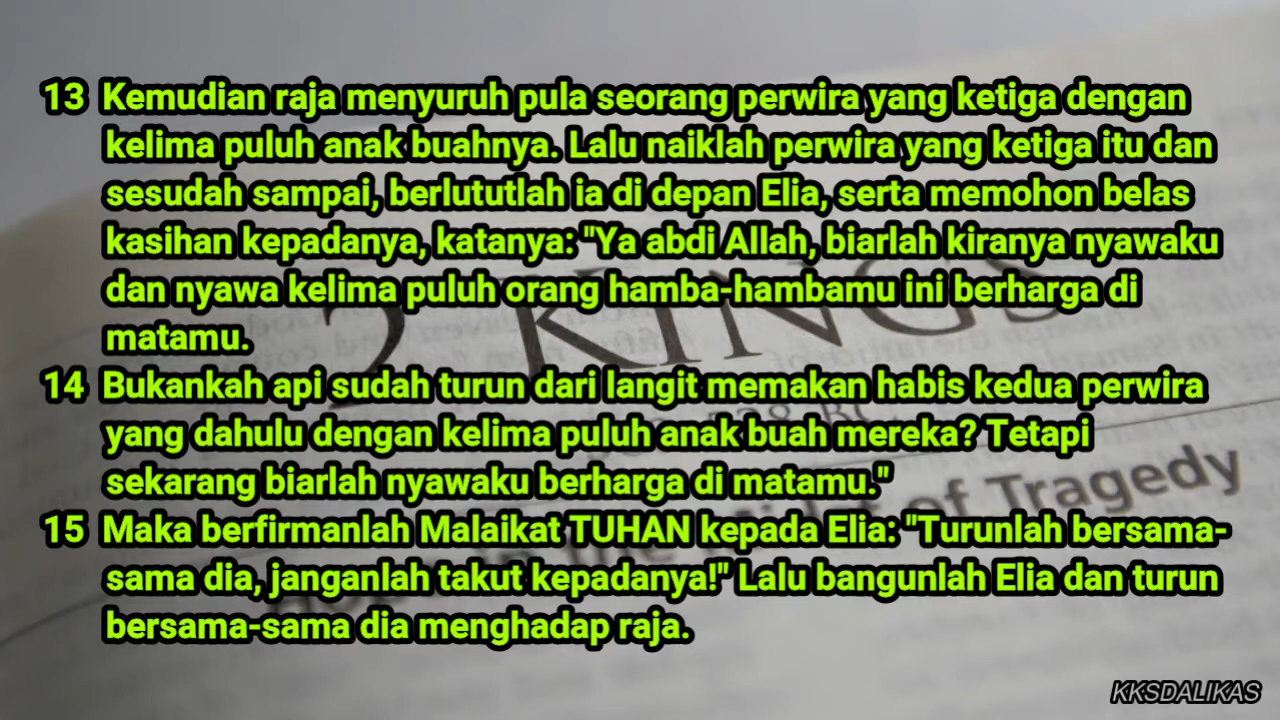 13 Kemudian raja menyuruh pula seorang perwira yang ketiga dengan
kelima puluh anak buahnya. Lalu naiklah perwira yang ketiga itu dan
sesudah sampai, berlututlah ia di depan Elia, serta memohon belas
kasihan kepadanya, katanya: "Ya abdi Allah, biarlah kiranya nyawaku
dan nyawa kelima puluh orang hamba-hambamu ini berharga di
matamu.
2 KINGS
14 Bukankah api sudah turun dari langit memakan habis kedua perwira
yang dahulu dengan kelima puluh anak buah mereka? Tetapi
sekarang biarlah nyawaku berharga di matamu."
of Tragedy
15 Maka berfirmanlah Malaikat TUHAN kepada Elia: "Turunlah bersama-
sama dia, janganlah takut kepadanya!" Lalu bangunlah Elia dan turun
bersama-sama dia menghadap raja.
KKSDALIKAS